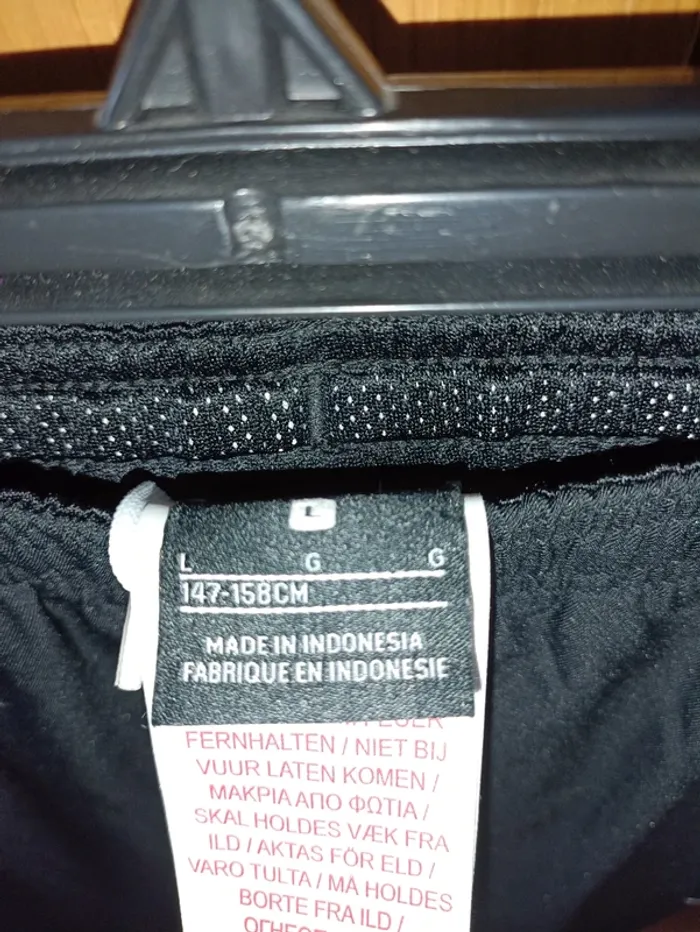 L
L G G
147-158CM
MADE IN INDONESIA
FABRIQUE EN INDONESIE
FERNHALTEN / NIET BIJ
VUUR LATEN KOMEN /
ΜΑΚΡΙΑ ΑΠΟ ΦΩΤΙΑ /
SKAL HOLDES VÆK FRA
ILD / AKTAS FÖR ELD /
VARO TULTA / MÅ HOLDES
BORTE FRA ILD /